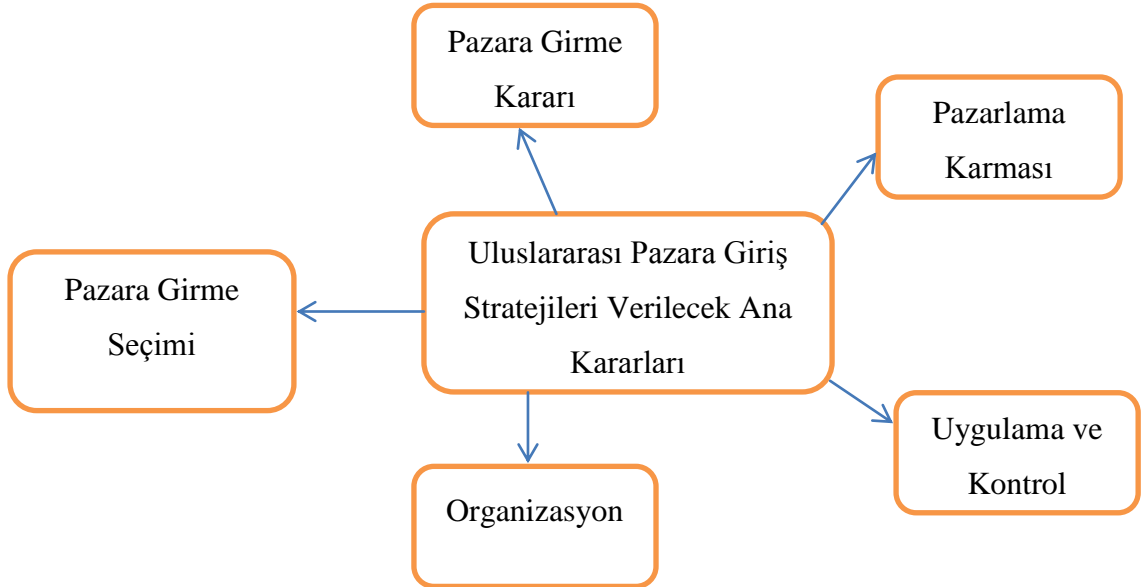 Pazara Girme
Kararı
Pazarlama
Karması
Uluslararası Pazara Giriş
Stratejileri Verilecek Ana
Kararları
Pazara Girme
Seçimi
Uygulama ve
Kontrol
Organizasyon